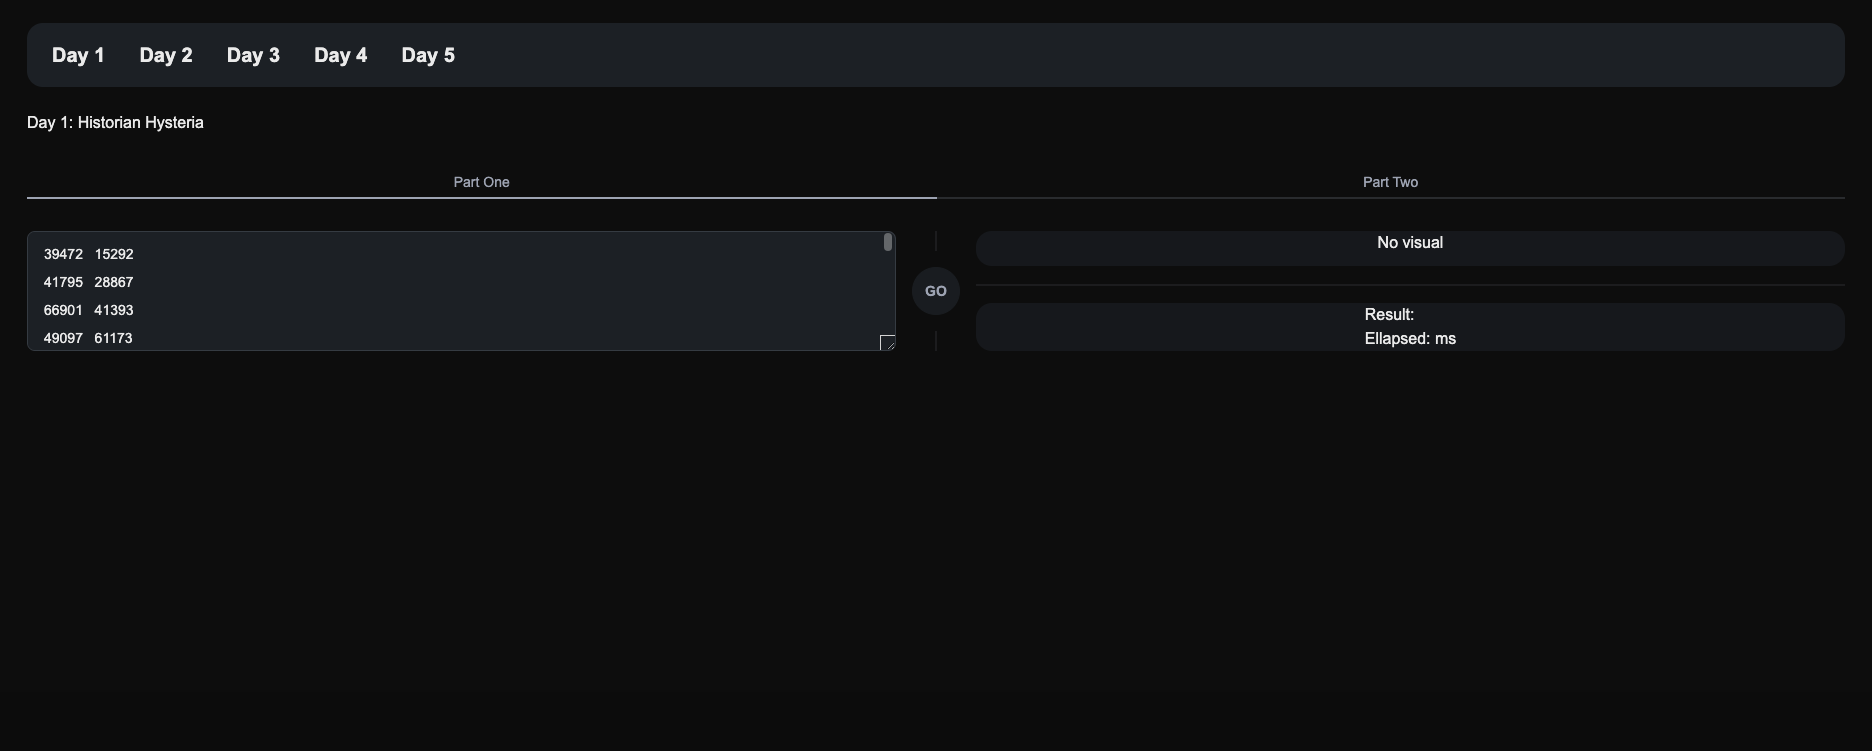 Day 1 Day 2 Day 3 Day 4 Day 5
Day 1: Historian Hysteria
Part One Part Two
39472 15292
41795 28867
66901 41393
49097 61173
GO
No visual
Result:
Ellapsed: ms